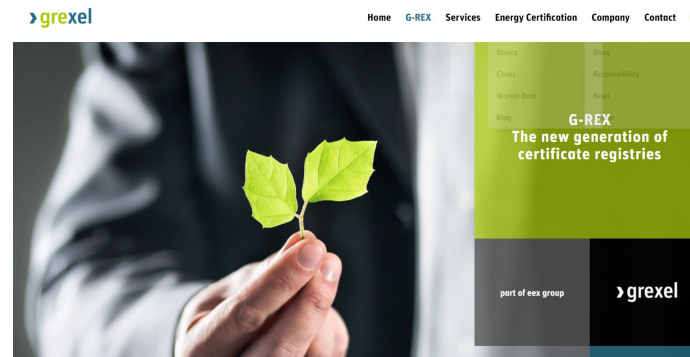 grexel
Home G-REX Services Energy Certification Company Contact
Basics Story
Cases Responsibility
Market Data News
Blog
G-REX
The new generation of
certificate registries
part of eex group
grexel